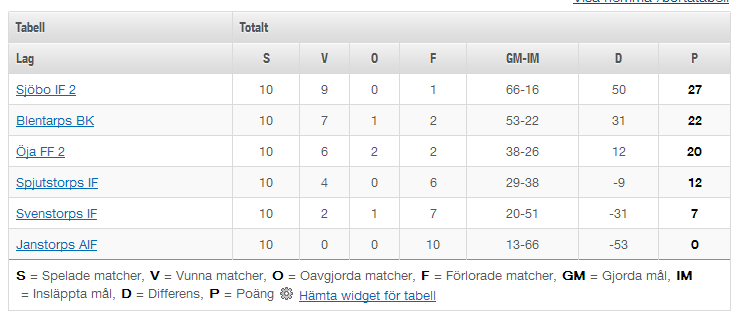 Tabell Totalt
Lag S V O F GM-IM D P
Sjöbo IF 2 10 9 0 1 66-16 50 27
Blentarps BK 10 7 1 2 53-22 31 22
Öja FF 2 10 6 2 2 38-26 12 20
Spjutstorps IF 10 4 0 6 29-38 -9 12
Svenstorps IF 10 2 1 7 20-51 -31 7
Janstorps AIF 10 0 0 10 13-66 -53 0
S = Spelade matcher, V = Vunna matcher, O = Oavgjorda matcher, F = Förlorade matcher, GM = Gjorda mål, IM
= Insläppta mål, D = Differens, P = Poäng Hämta widget för tabell